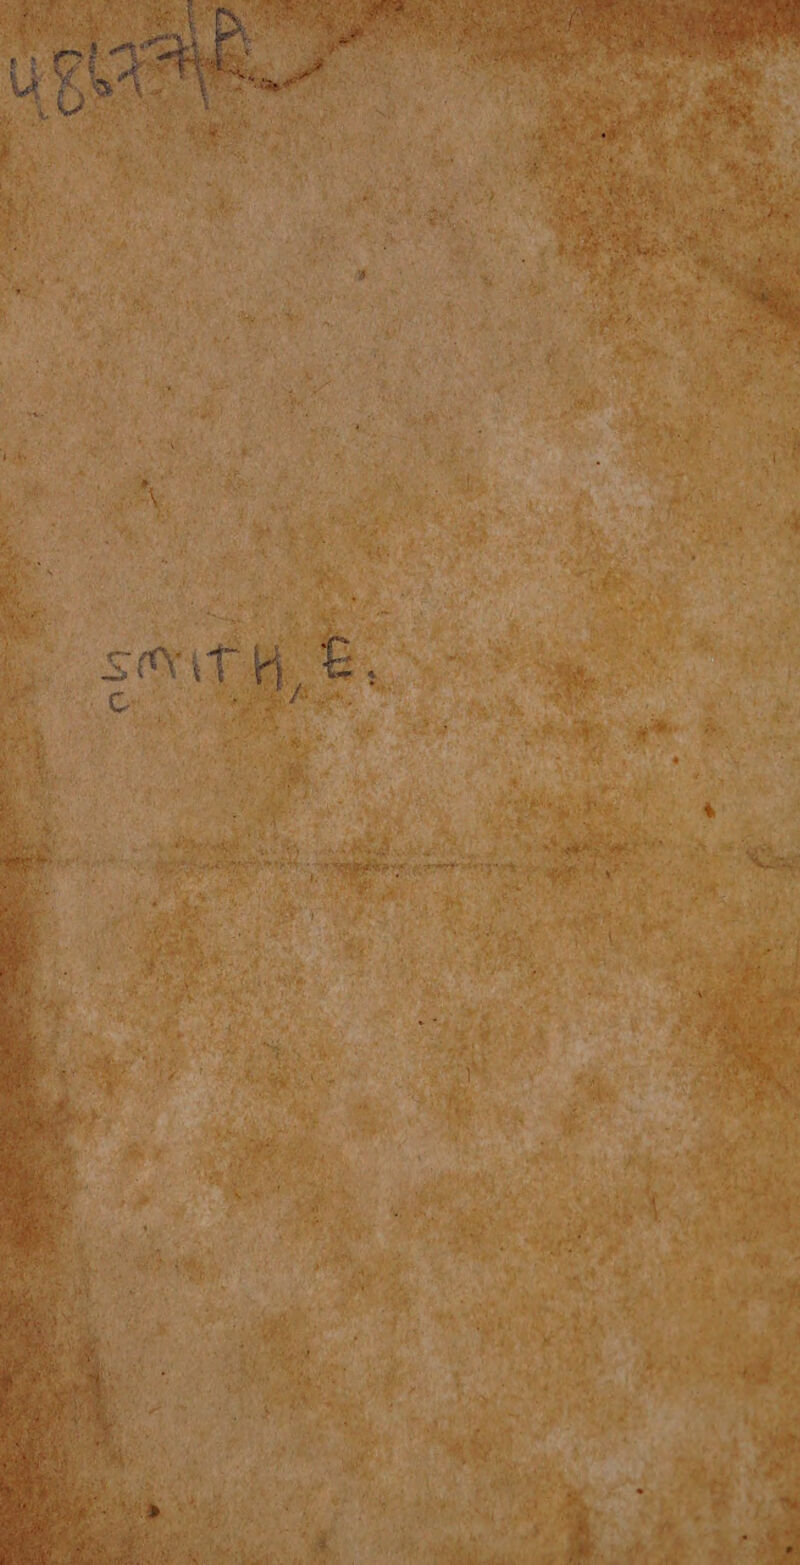 48677/A
SMITH, E.
C